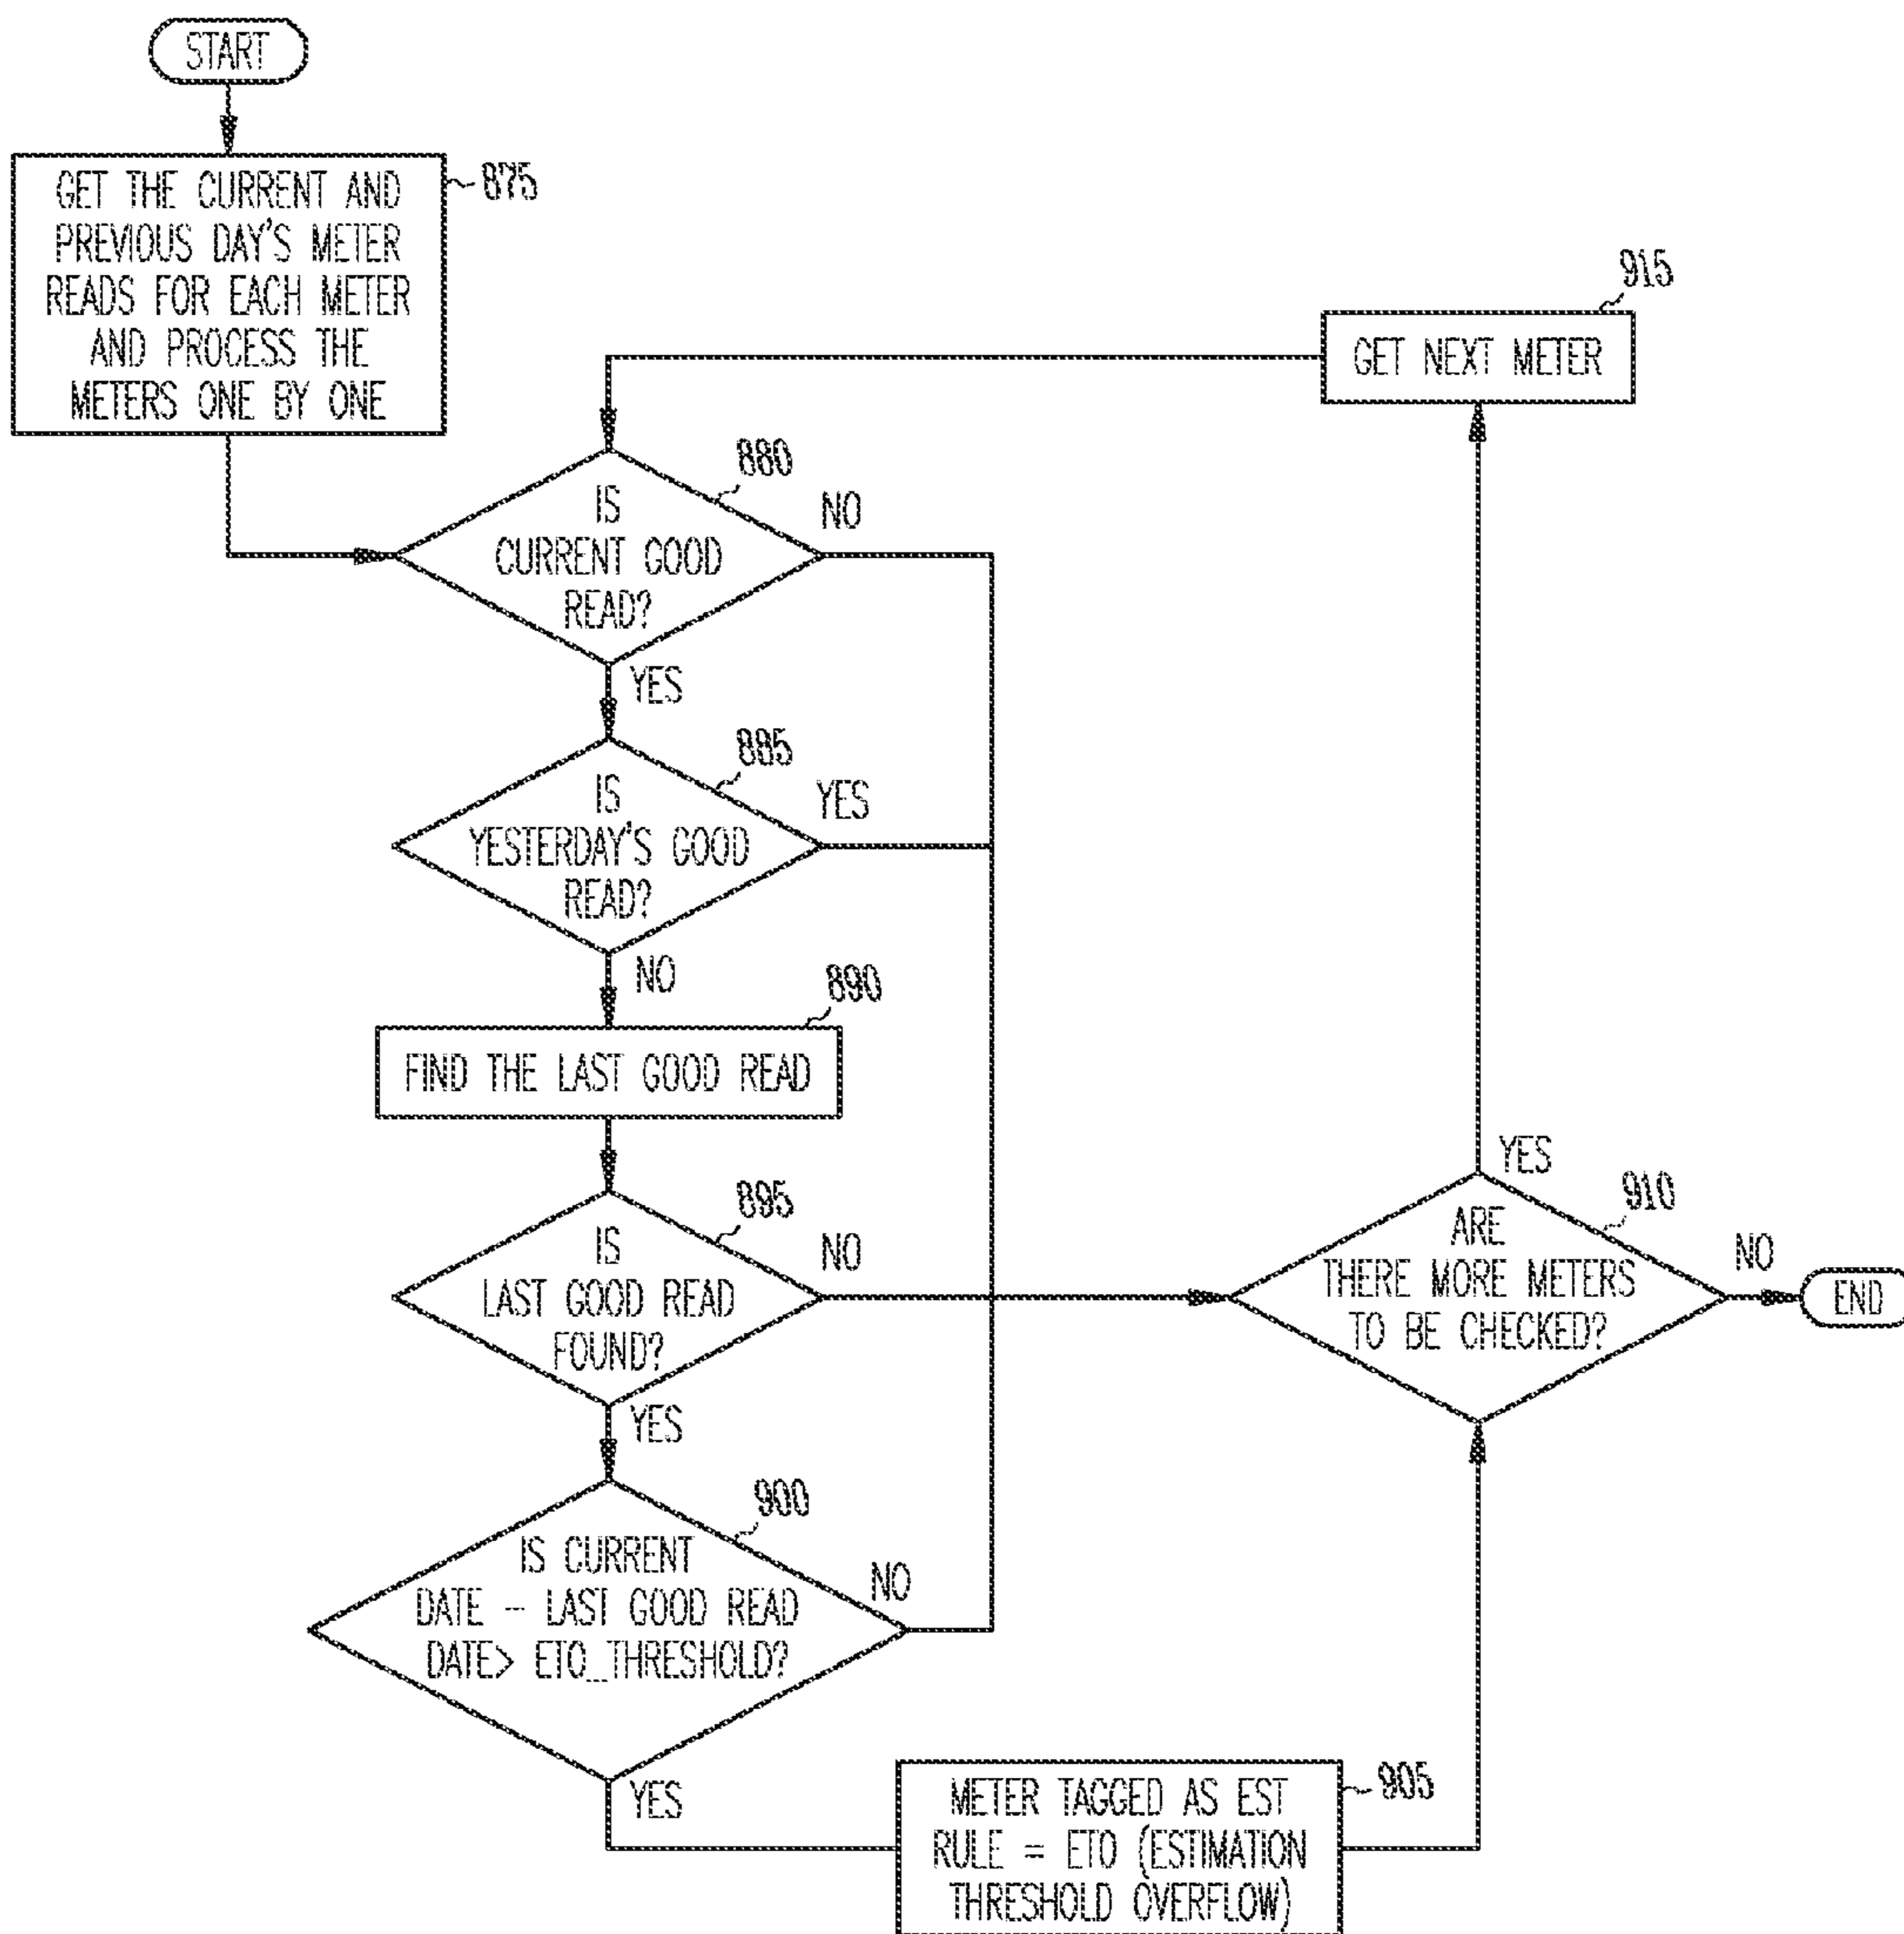 START
GET THE CURRENT AND
PREVIOUS DAY'S METER
READS FOR EACH METER
AND PROCESS THE
METERS ONE BY ONE
875
915
GET NEXT METER
880
IS
CURRENT GOOD
READ?
NO
YES
885
IS
YESTERDAY'S GOOD
READ?
YES
NO
890
FIND THE LAST GOOD READ
895
IS
LAST GOOD READ
FOUND?
NO
YES
YES
910
ARE
THERE MORE METERS
TO BE CHECKED?
NO
END
900
IS CURRENT
DATE - LAST GOOD READ
DATE> ETO_THRESHOLD?
NO
YES
METER TAGGED AS EST
RULE = ETO (ESTIMATION
THRESHOLD OVERFLOW)
905